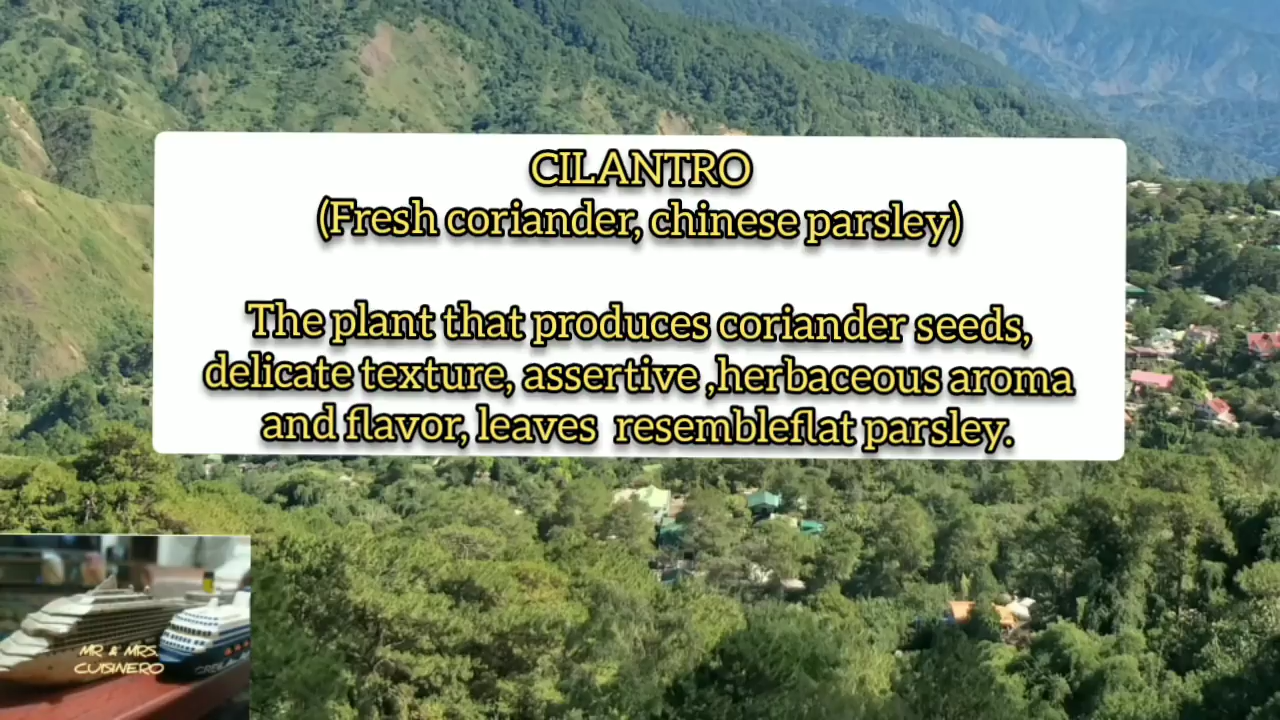 CILANTRO
(Fresh coriander, chinese parsley)
The plant that produces coriander seeds,
delicate texture, assertive ,herbaceous aroma
and flavor, leaves resembleflat parsley.
MR & MRS.
CUISINERO